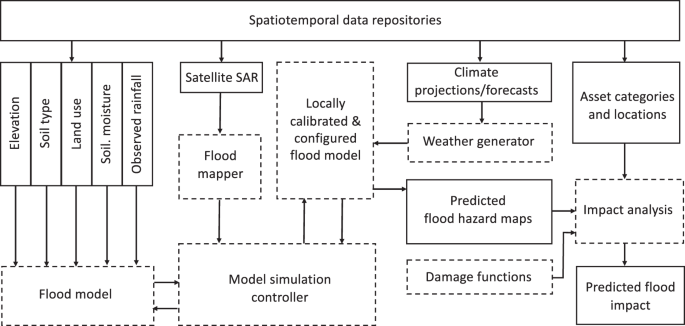 Spatiotemporal data repositories
Elevation
Soil type
Land use
Soil. moisture
Observed rainfall
Satellite SAR
Flood
mapper
Locally
calibrated &
configured
flood model
Climate
projections/forecasts
Weather generator
Asset categories
and locations
Predicted
flood hazard maps
Impact analysis
Damage functions
Flood model
Model simulation
controller
Predicted flood
impact